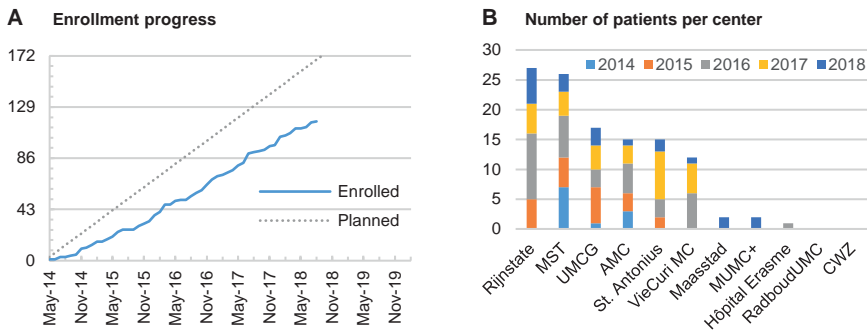 A Enrollment progress
172
129
86
43
0
Enrolled
Planned
May-14
Nov-14
May-15
Nov-15
May-16
Nov-16
May-17
Nov-17
May-18
Nov-18
May-19
Nov-19
B Number of patients per center
30
25
20
15
10
5
0
2014 2015 2016 2017 2018
Rijnstate
MST
UMCG
AMC
St. Antonius
VieCuri MC
Maasstad
MUMC+
Hôpital Erasme
RadboudUMC
CWZ